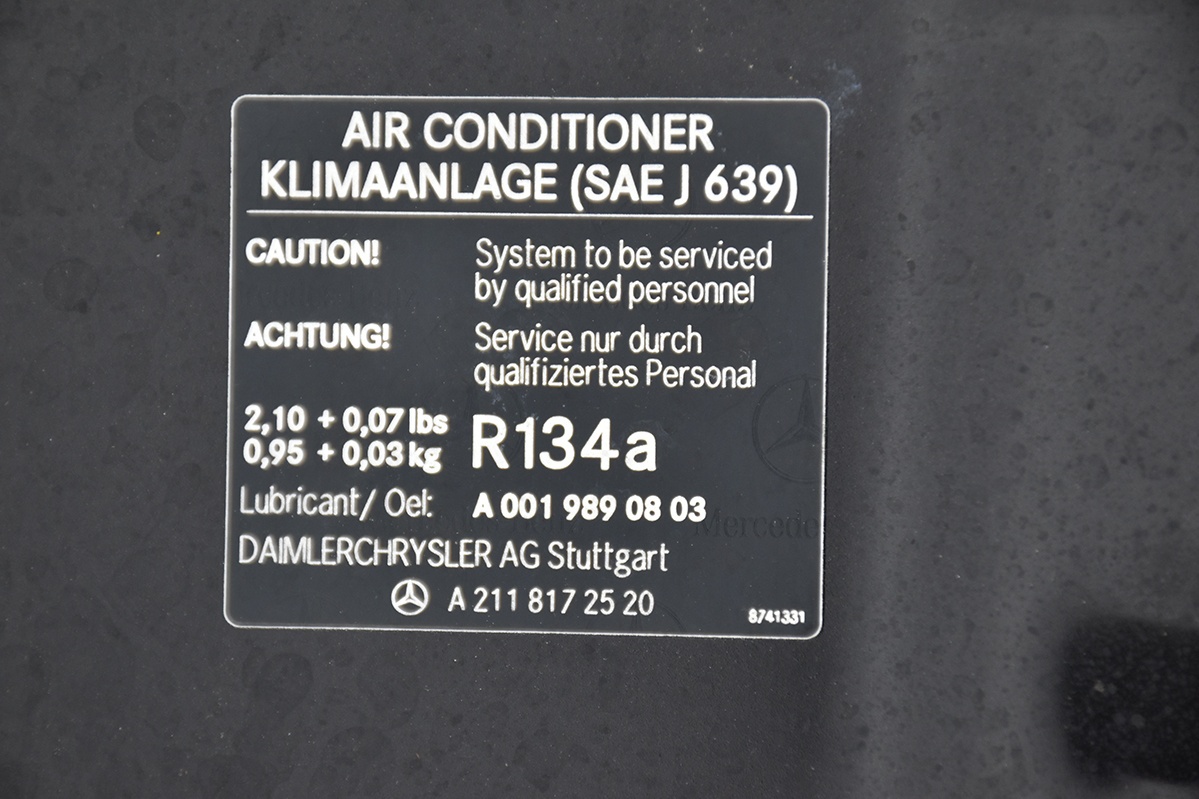 AIR CONDITIONER
KLIMAANLAGE (SAE J 639)
CAUTION! System to be serviced
by qualified personnel
ACHTUNG! Service nur durch
qualifiziertes Personal
2,10 + 0,07 lbs
0,95 + 0,03 kg
R134a
Lubricant/ Oel: A 001 989 08 03
DAIMLERCHRYSLER AG Stuttgart
A 211 817 25 20
8741331